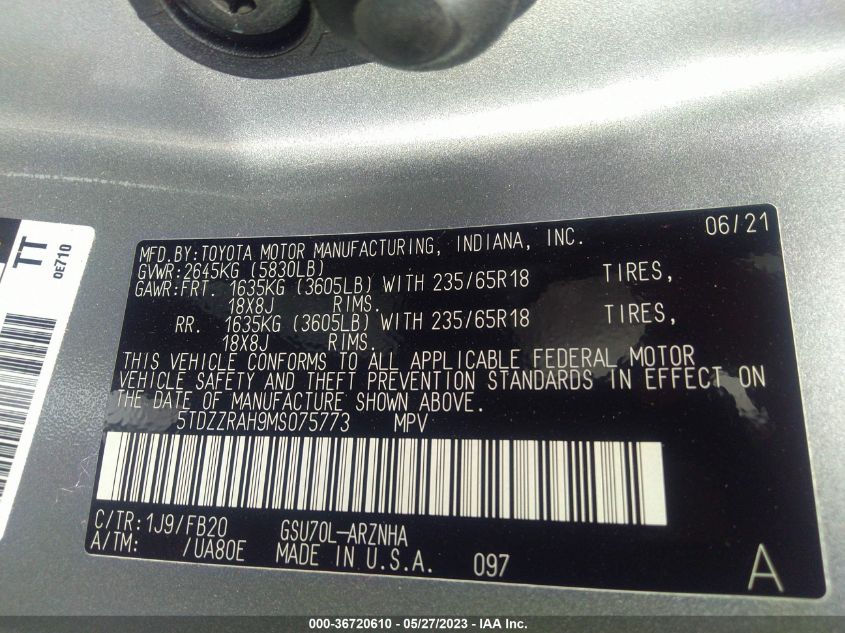 TT
0E710
06/21
MFD.BY:TOYOTA MOTOR MANUFACTURING, INDIANA, INC.
GVWR:2645KG (5830LB)
GAWR:FRT. 1635KG (3605LB) WITH 235/65R18 TIRES,
18X8J RIMS.
RR. 1635KG (3605LB) WITH 235/65R18 TIRES,
18X8J RIMS.
THIS VEHICLE CONFORMS TO ALL APPLICABLE FEDERAL MOTOR
VEHICLE SAFETY AND THEFT PREVENTION STANDARDS IN EFFECT ON
THE DATE OF MANUFACTURE SHOWN ABOVE.
5TDZZRAH9MS075773 MPV
C/TR:1J9/FB20 GSU70L-ARZNHA
A/TM: /UA80E MADE IN U.S.A. 097
A
000-36720610 - 05/27/2023 - IAA Inc.